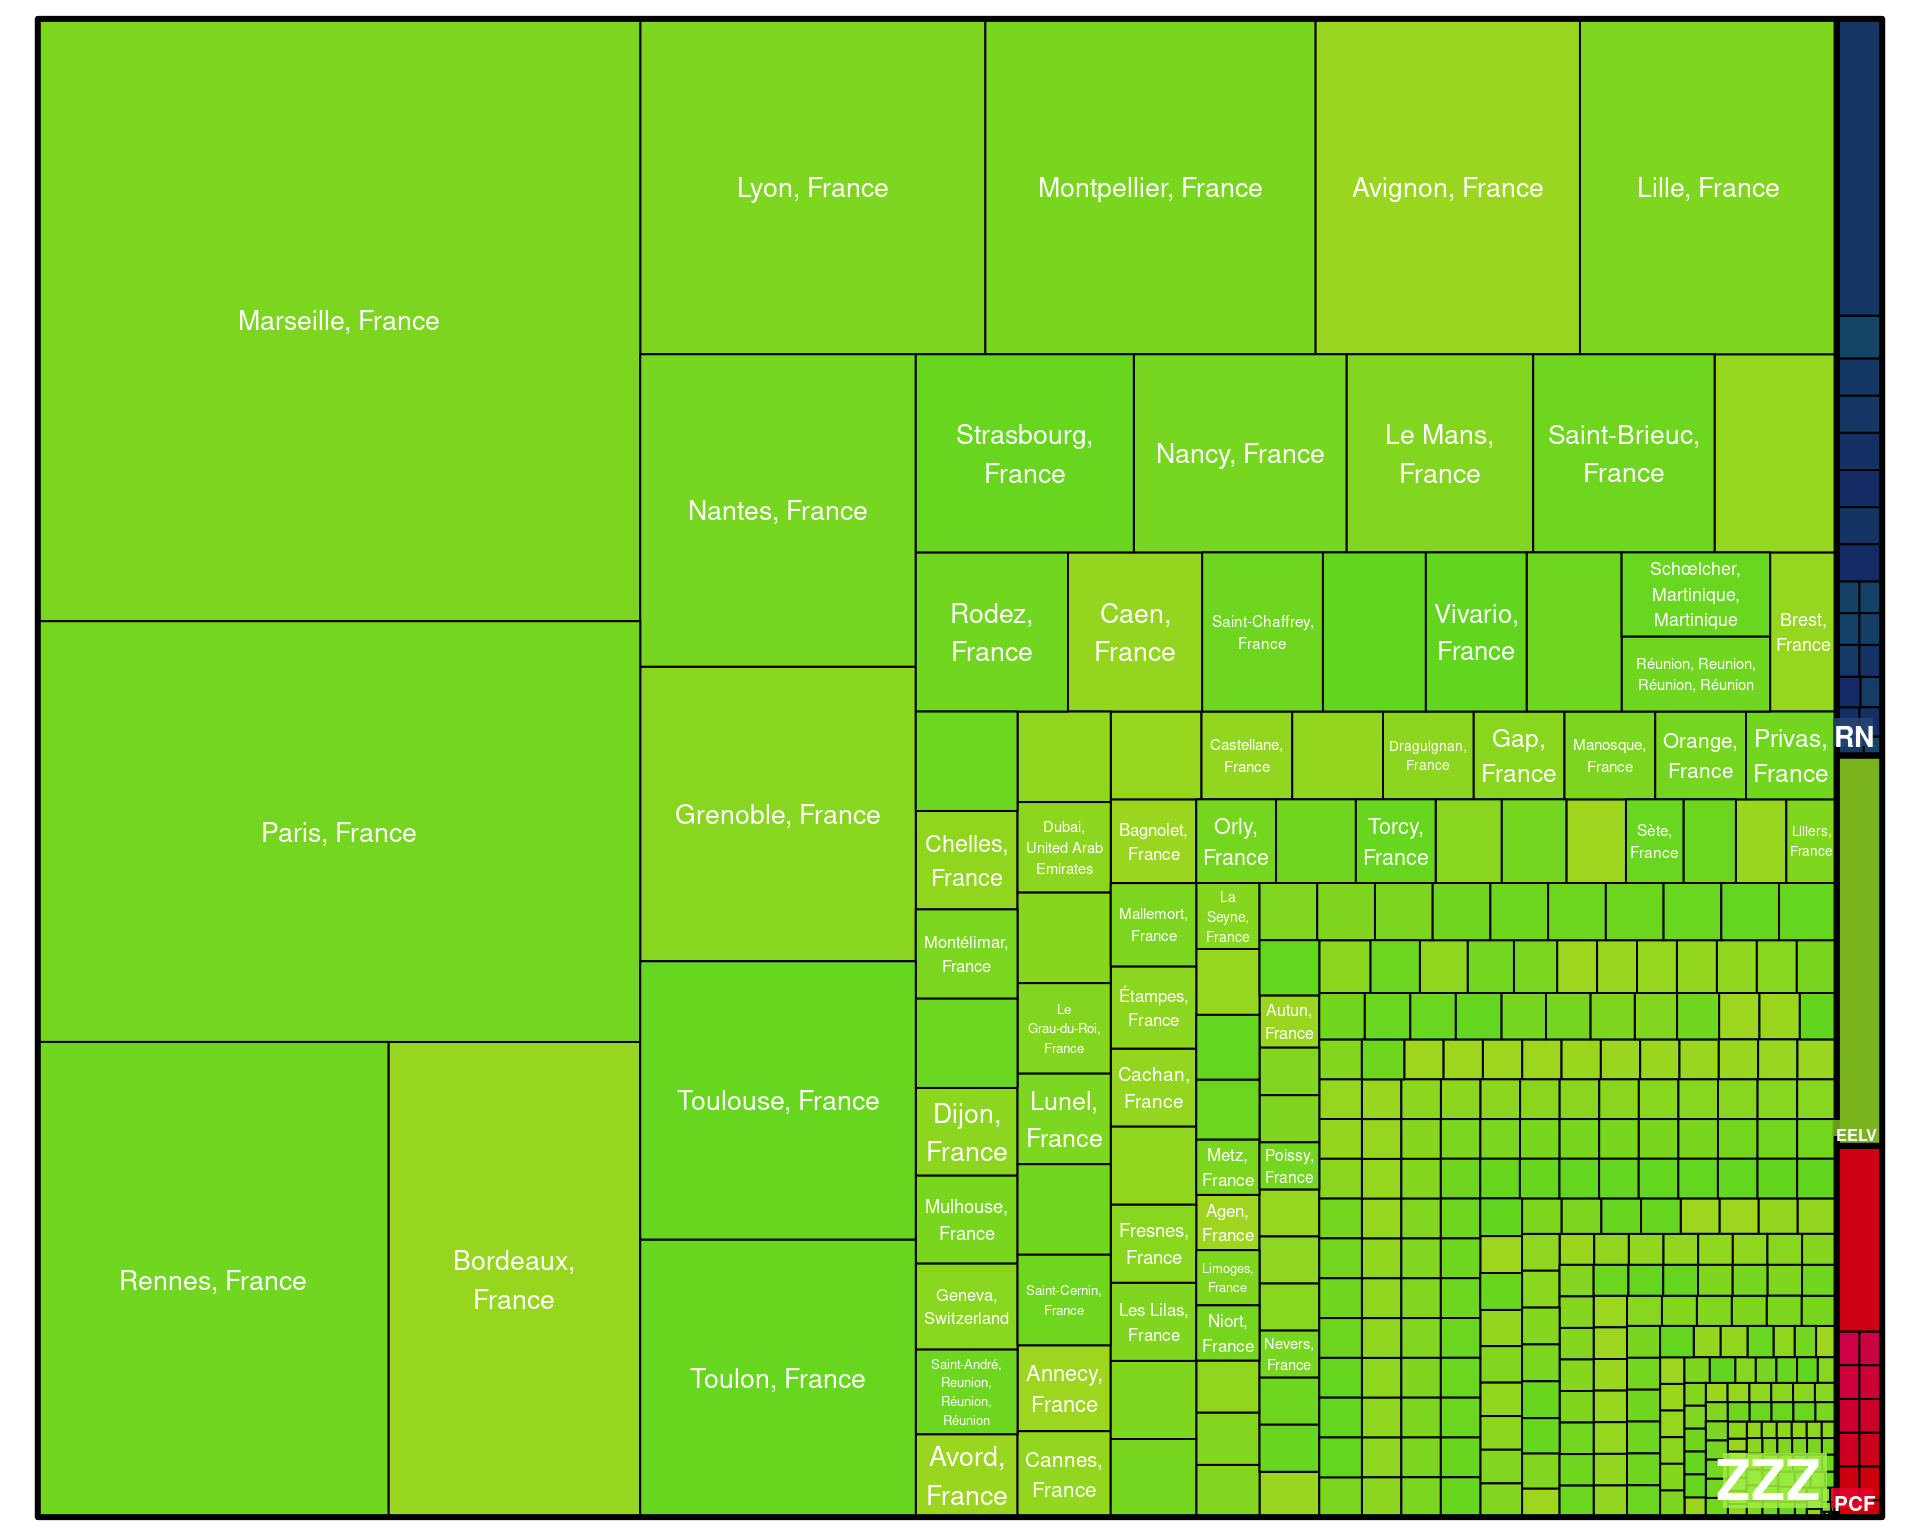 Marseille, France
Lyon, France
Montpellier, France
Avignon, France
Lille, France
Paris, France
Rennes, France
Bordeaux,
France
Nantes, France
Grenoble, France
Toulouse, France
Toulon, France
Strasbourg,
France
Nancy, France
Le Mans,
France
Saint-Brieuc,
France
Rodez,
France
Caen,
France
Saint-Chaffrey,
France
Vivario,
France
Schœlcher,
Martinique,
Martinique
Réunion, Reunion,
Réunion, Réunion
Brest,
France
Castellane,
France
Draguignan,
France
Gap,
France
Manosque,
France
Orange,
France
Privas,
France
Chelles,
France
Montélimar,
France
Dijon,
France
Mulhouse,
France
Geneva,
Switzerland
Saint-André,
Reunion,
Réunion,
Réunion
Avord,
France
Dubai,
United Arab
Emirates
Le
Grau-du-Roi,
France
Lunel,
France
Saint-Cernin,
France
Annecy,
France
Cannes,
France
Bagnolet,
France
Mallemort,
France
Étampes,
France
Cachan,
France
Fresnes,
France
Les Lilas,
France
Orly,
France
Torcy,
France
Sète,
France
Lillers,
France
La
Seyne,
France
Metz,
France
Agen,
France
Limoges,
France
Niort,
France
Autun,
France
Poissy,
France
Nevers,
France
ZZZ
RN
EELV
PCF